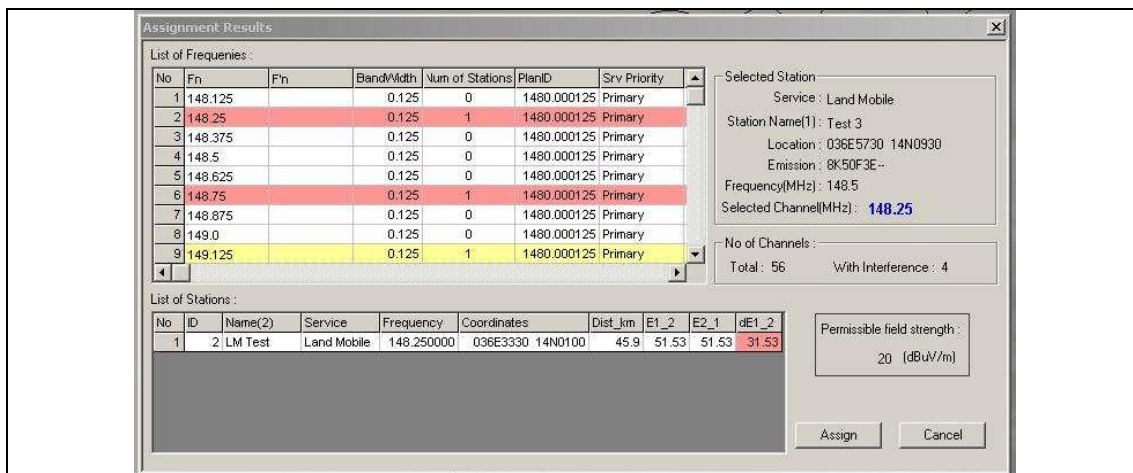 Assignment Results
List of Frequenies :
No Fn F'n BandWidth Num of Stations PlanID Srv Priority
1 148.125 0.125 0 1480.000125 Primary
2 148.25 0.125 1 1480.000125 Primary
3 148.375 0.125 0 1480.000125 Primary
4 148.5 0.125 0 1480.000125 Primary
5 148.625 0.125 0 1480.000125 Primary
6 148.75 0.125 1 1480.000125 Primary
7 148.875 0.125 0 1480.000125 Primary
8 149.0 0.125 0 1480.000125 Primary
9 149.125 0.125 1 1480.000125 Primary
Selected Station
Service : Land Mobile
Station Name(1) : Test 3
Location : 036E5730 14N0930
Emission : 8K50F3E--
Frequency(MHz) : 148.5
Selected Channel(MHz) : 148.25
No of Channels :
Total : 56 With Interference : 4
List of Stations :
No ID Name(2) Service Frequency Coordinates Dist_km E1_2 E2_1 dE1_2
1 2 LM Test Land Mobile 148.250000 036E3330 14N0100 45.9 51.53 51.53 31.53
Permissible field strength :
20 (dBuV/m)
Assign Cancel